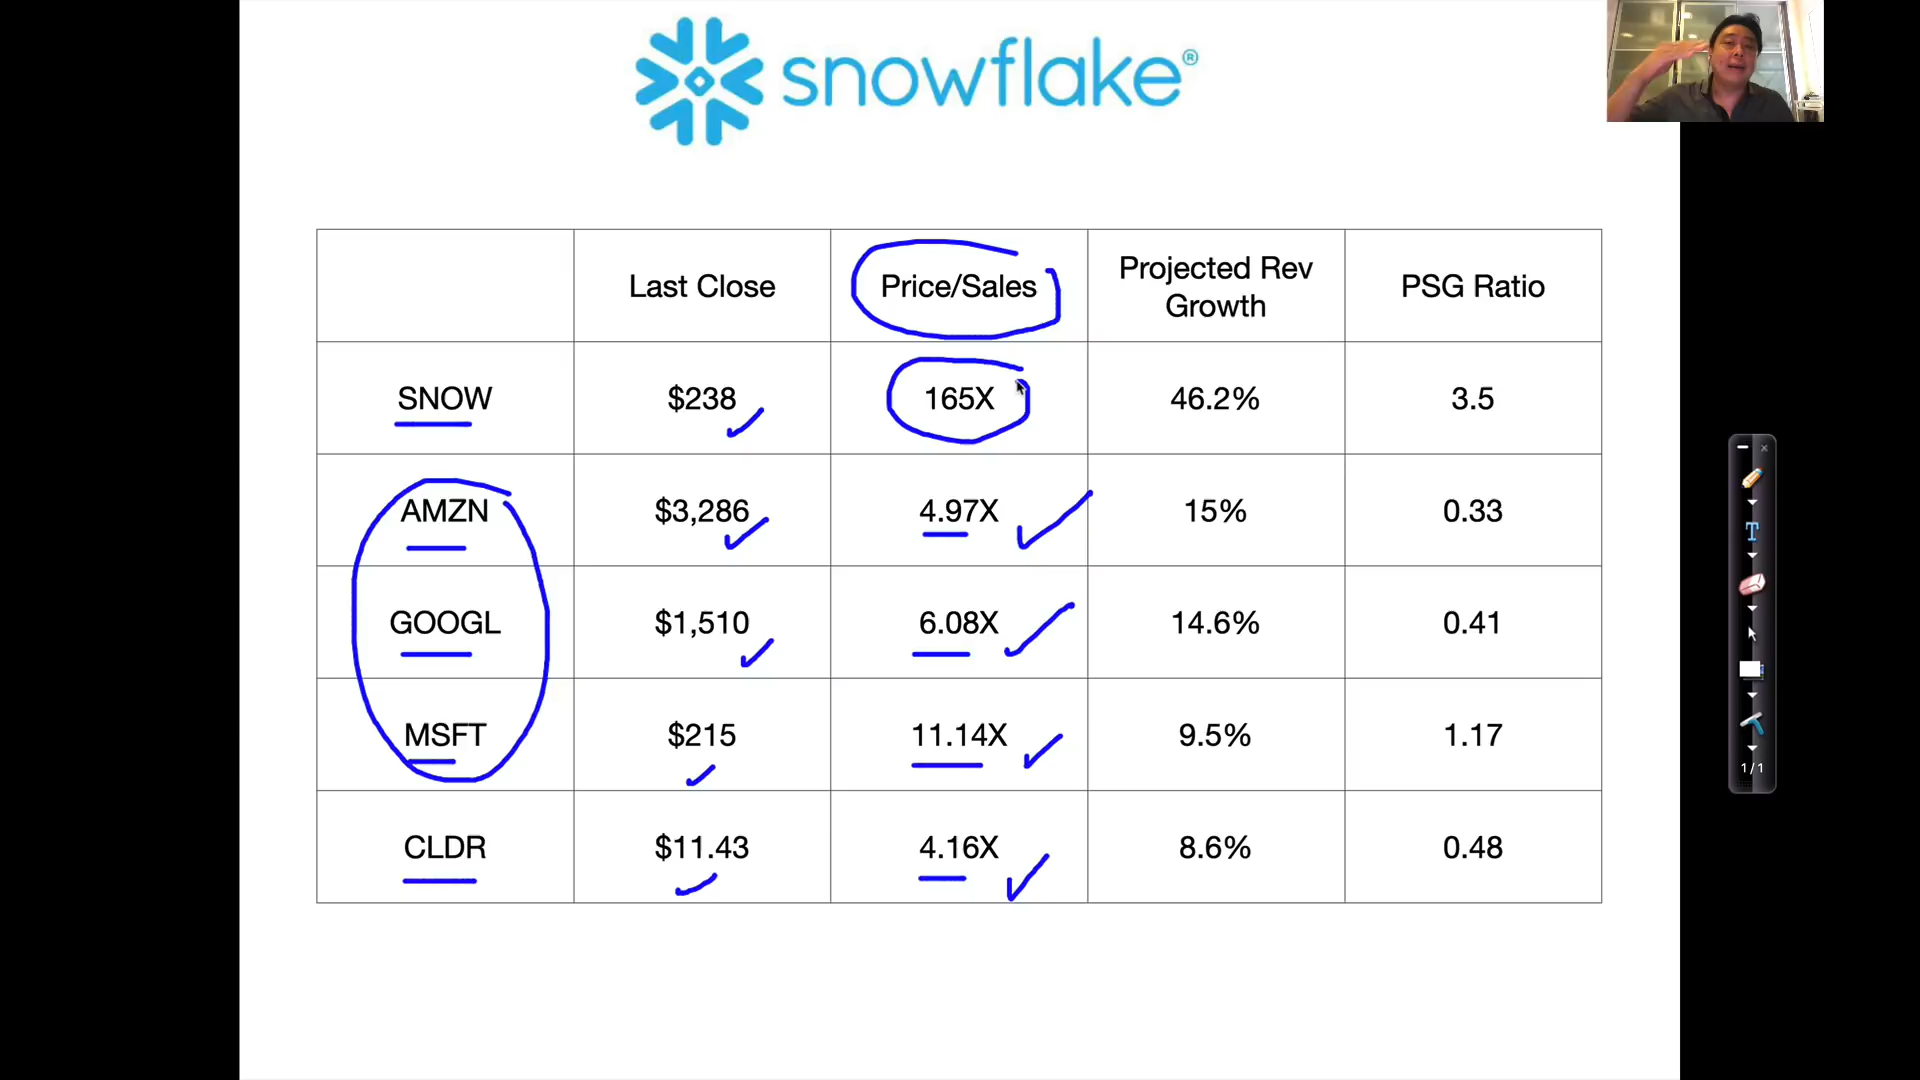 snowflake®
Last Close Price/Sales Projected Rev Growth PSG Ratio
SNOW $238 165X 46.2% 3.5
AMZN $3,286 4.97X 15% 0.33
GOOGL $1,510 6.08X 14.6% 0.41
MSFT $215 11.14X 9.5% 1.17
CLDR $11.43 4.16X 8.6% 0.48
T
1/1